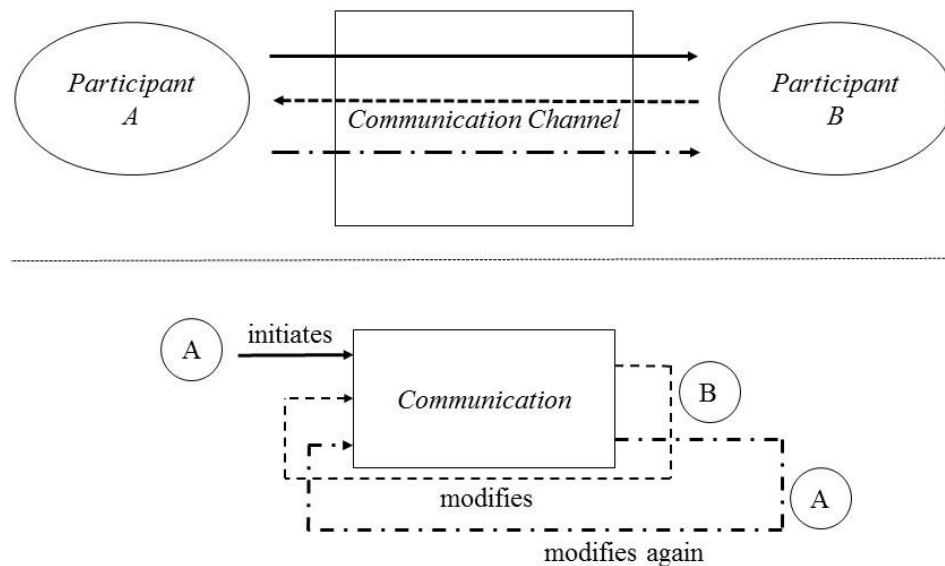 Participant
A
Communication Channel
Participant
B
A
initiates
Communication
B
modifies
A
modifies again